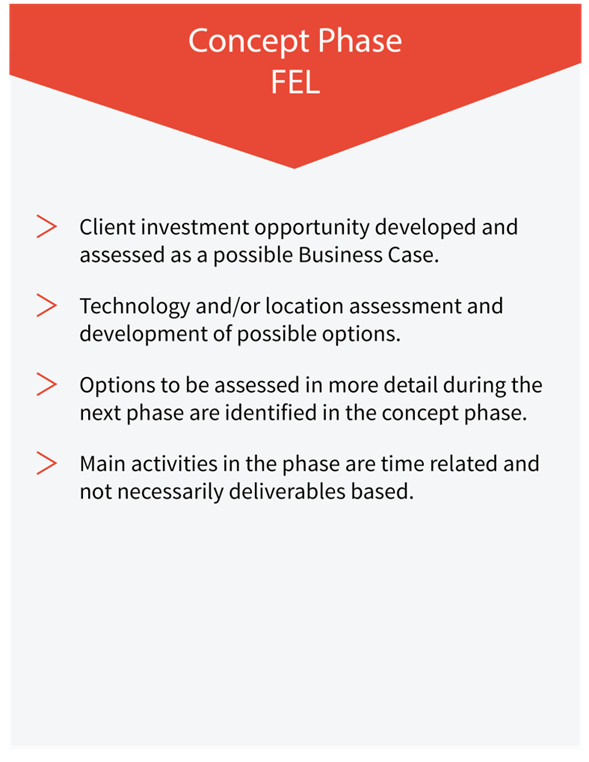 Concept Phase
FEL
Client investment opportunity developed and
assessed as a possible Business Case.
Technology and/or location assessment and
development of possible options.
Options to be assessed in more detail during the
next phase are identified in the concept phase.
Main activities in the phase are time related and
not necessarily deliverables based.